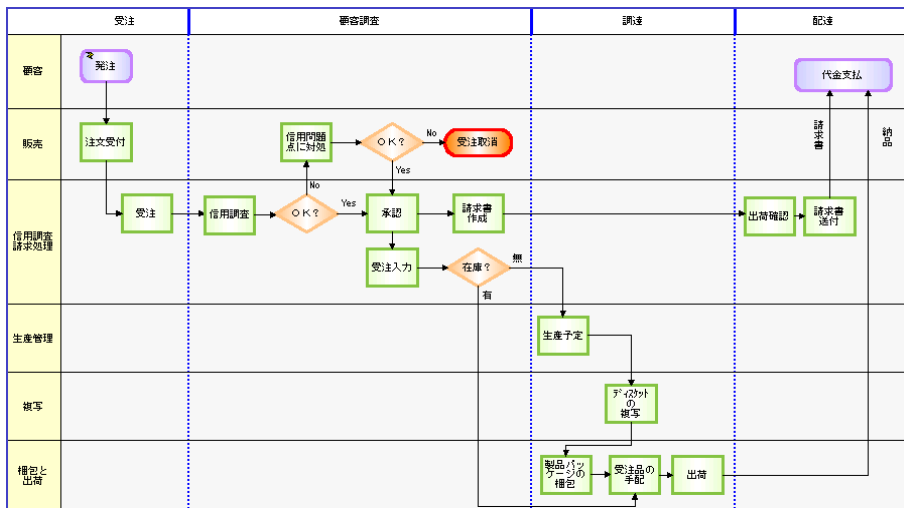 受注
顧客調査
調達
配達
顧客
発注
代金支払
販売
注文受付
信用問題
点に対処
OK?
No
受注取消
請求書
納品
Yes
No
信用調査
請求処理
受注
信用調査
OK?
Yes
承認
請求書
作成
出荷確認
請求書
送付
受注入力
在庫?
無
有
生産管理
生産予定
複写
ディスケット
の
複写
梱包と
出荷
製品パッ
ケージの
梱包
受注品の
手配
出荷